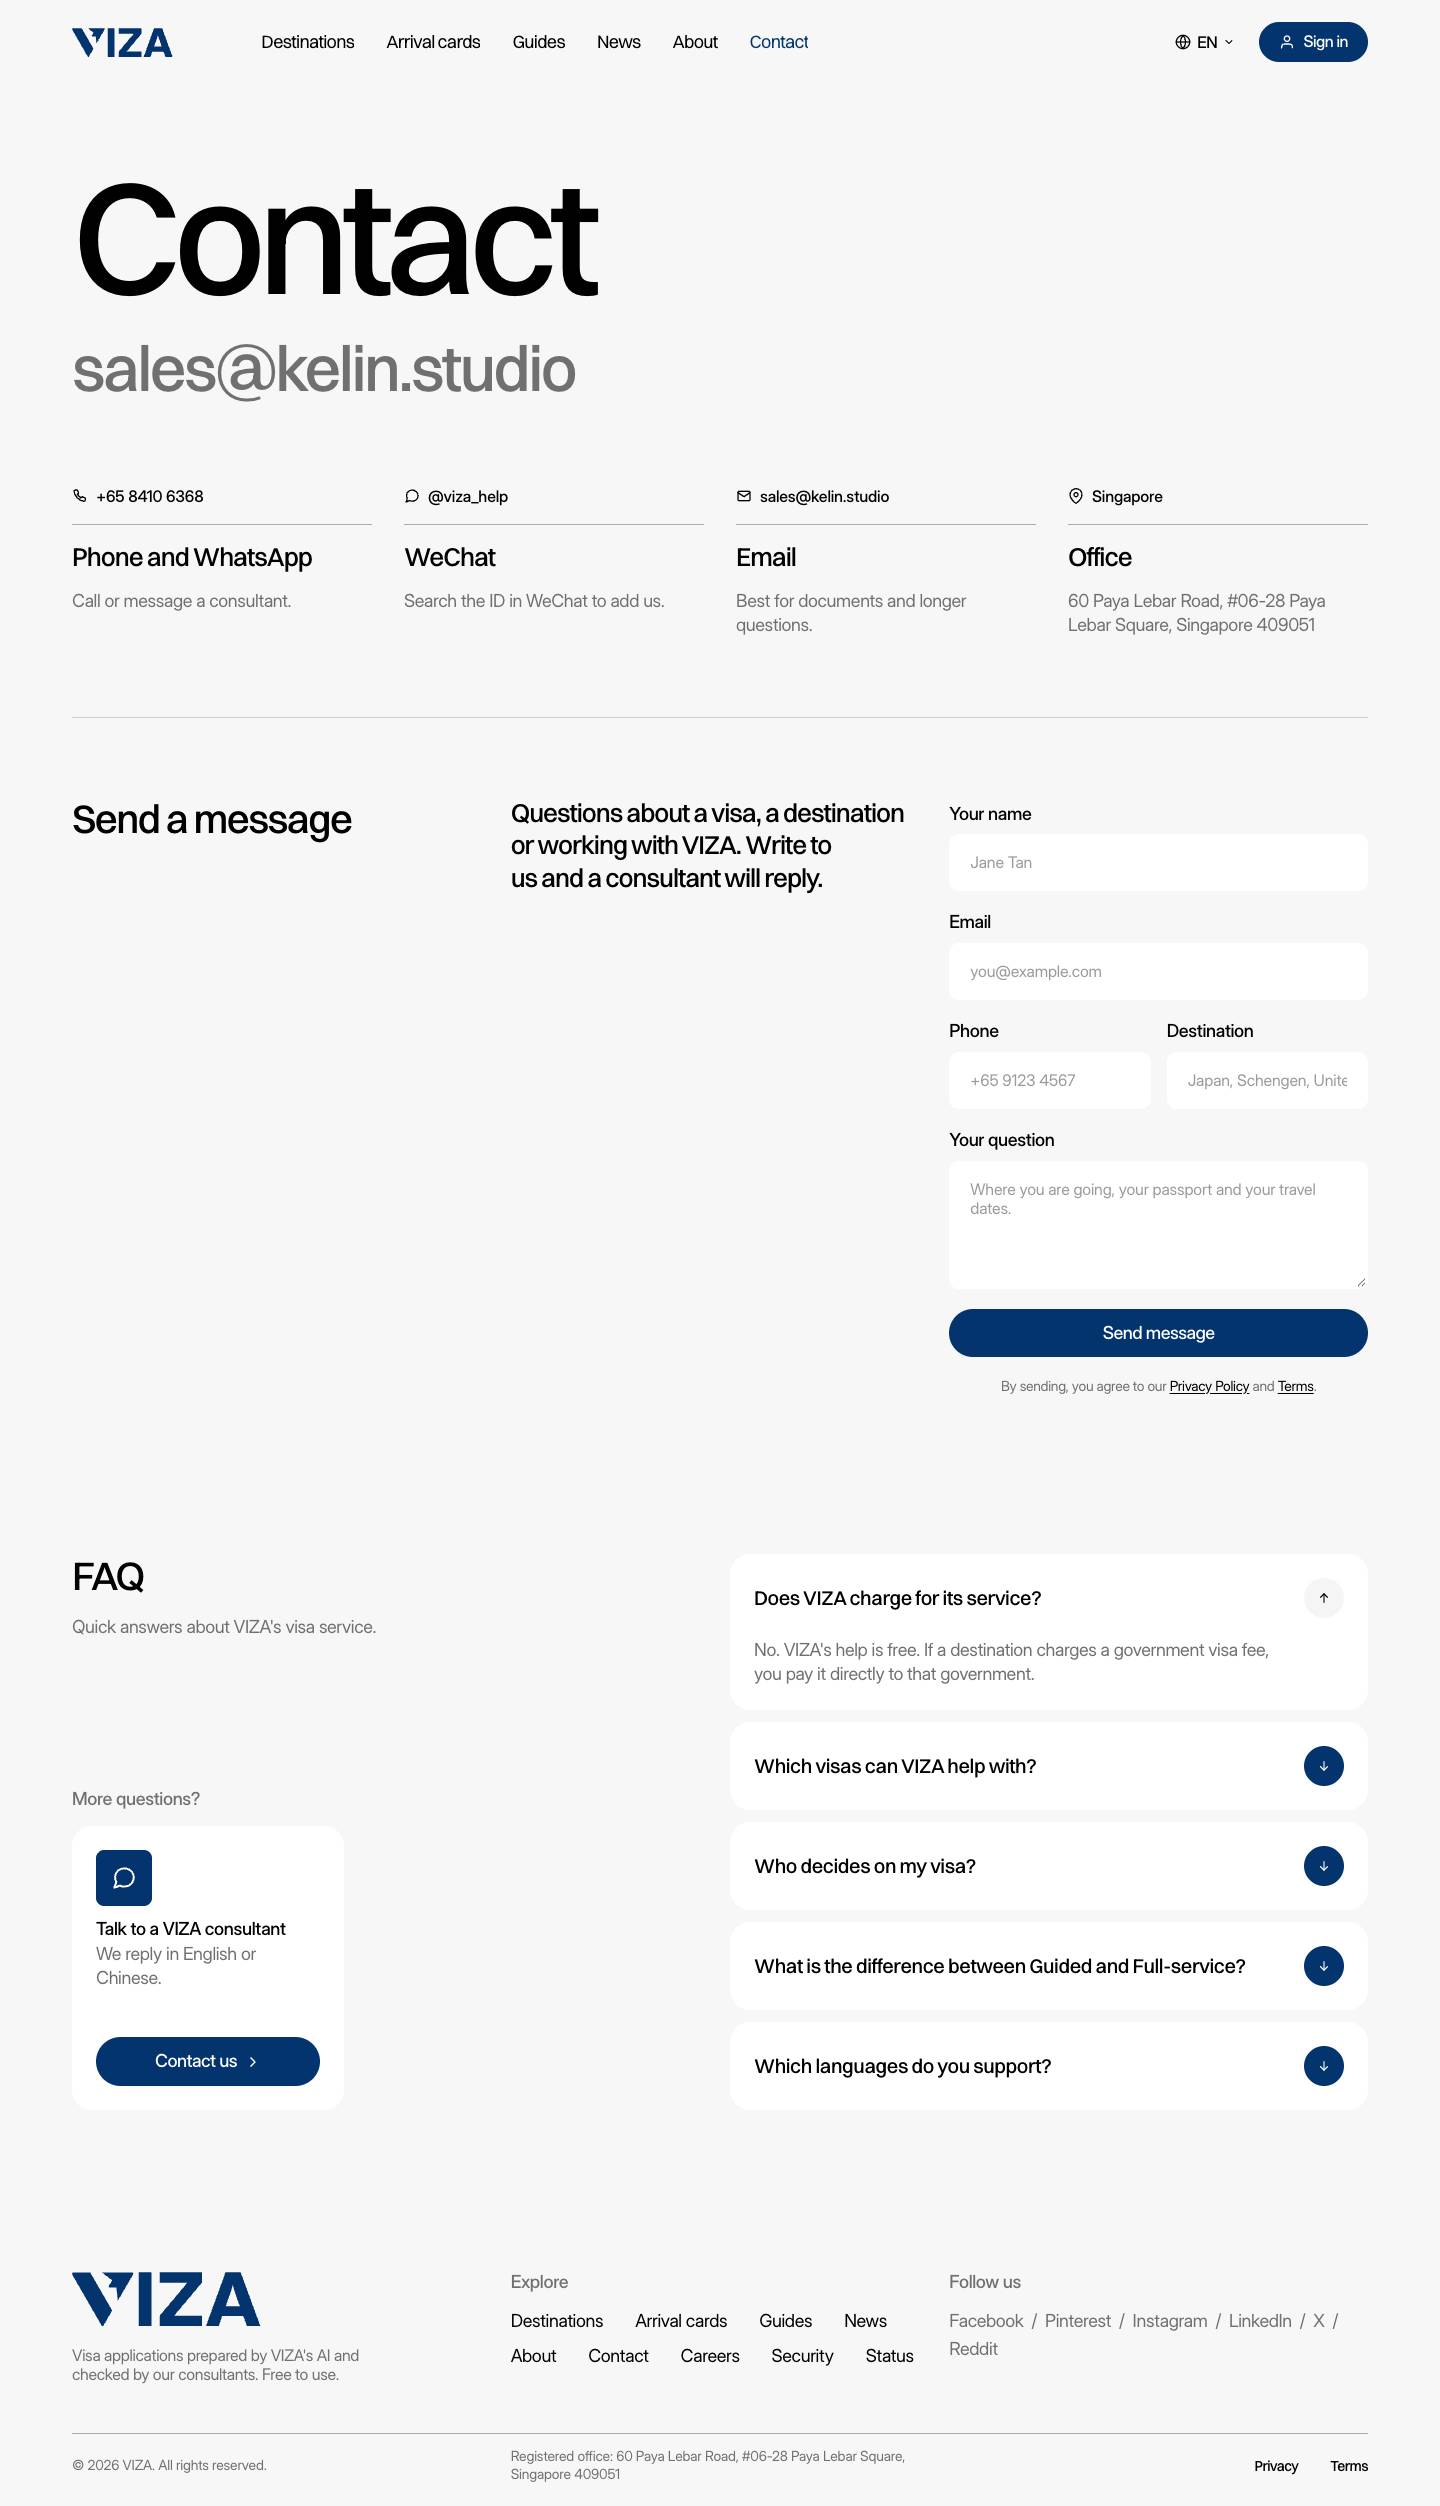 VIZA
Destinations
Arrival cards
Guides
News
About
Contact
EN
Sign in
Contact
sales@kelin.studio
+65 8410 6368
Phone and WhatsApp
Call or message a consultant.
@viza_help
WeChat
Search the ID in WeChat to add us.
sales@kelin.studio
Email
Best for documents and longer
questions.
Singapore
Office
60 Paya Lebar Road, #06-28 Paya
Lebar Square, Singapore 409051
Send a message
Questions about a visa, a destination
or working with VIZA. Write to
us and a consultant will reply.
Your name
Jane Tan
Email
you@example.com
Phone
+65 9123 4567
Destination
Japan, Schengen, Unite
Your question
Where you are going, your passport and your travel
dates.
Send message
By sending, you agree to our Privacy Policy and Terms.
FAQ
Quick answers about VIZA's visa service.
More questions?
Talk to a VIZA consultant
We reply in English or
Chinese.
Contact us
Does VIZA charge for its service?
No. VIZA's help is free. If a destination charges a government visa fee,
you pay it directly to that government.
Which visas can VIZA help with?
Who decides on my visa?
What is the difference between Guided and Full-service?
Which languages do you support?
VIZA
Visa applications prepared by VIZA's AI and
checked by our consultants. Free to use.
Explore
Destinations
Arrival cards
Guides
News
About
Contact
Careers
Security
Status
Follow us
Facebook / Pinterest / Instagram / LinkedIn / X /
Reddit
© 2026 VIZA. All rights reserved.
Registered office: 60 Paya Lebar Road, #06-28 Paya Lebar Square,
Singapore 409051
Privacy
Terms